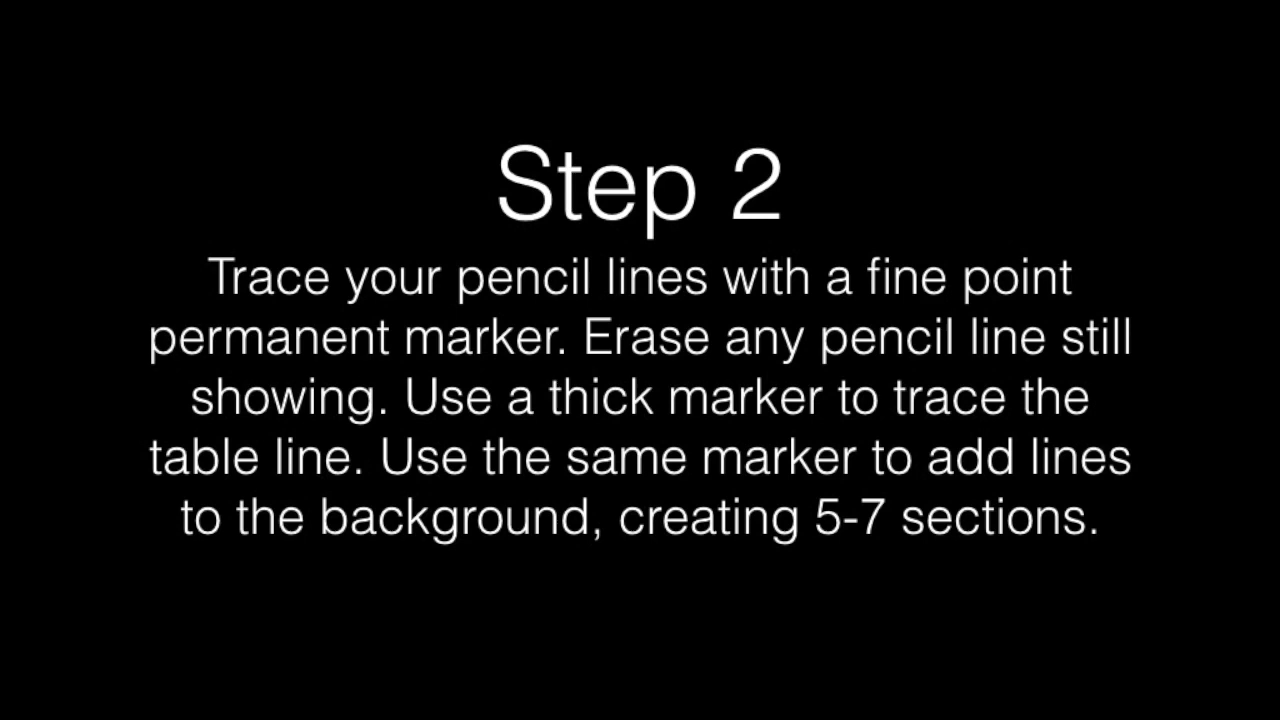 Step 2
Trace your pencil lines with a fine point
permanent marker. Erase any pencil line still
showing. Use a thick marker to trace the
table line. Use the same marker to add lines
to the background, creating 5-7 sections.